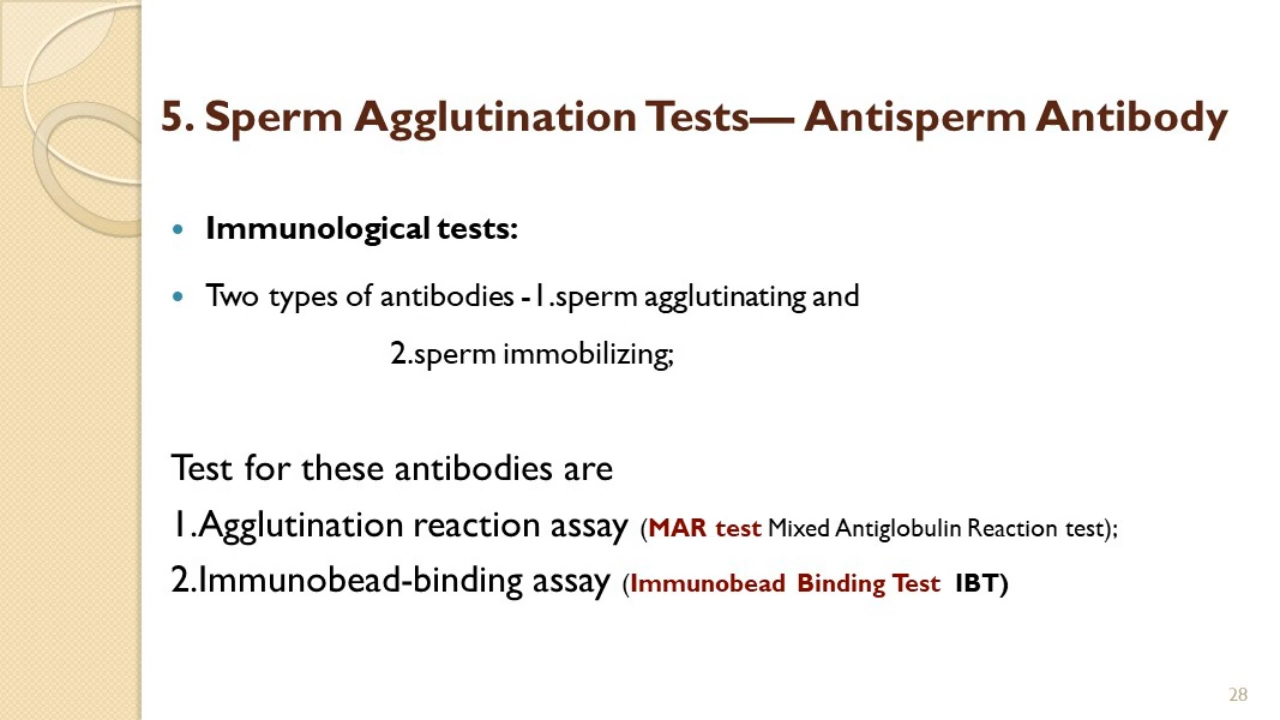 5. Sperm Agglutination Tests— Antisperm Antibody
• Immunological tests:
• Two types of antibodies -1.sperm agglutinating and
2.sperm immobilizing;
Test for these antibodies are
1.Agglutination reaction assay (MAR test Mixed Antiglobulin Reaction test);
2.Immunobead-binding assay (Immunobead Binding Test IBT)
28